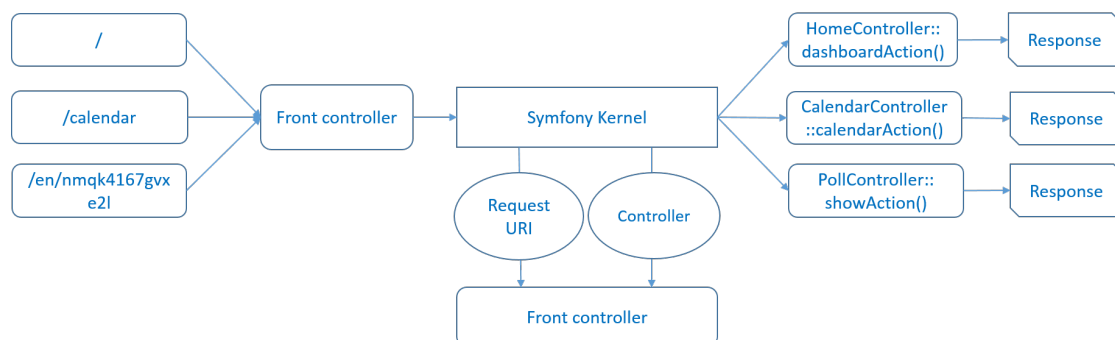 /
/calendar
/en/nmqk4167gvx
e2l
Front controller
Symfony Kernel
Request
URI
Controller
Front controller
HomeController::
dashboardAction()
Response
CalendarController
::calendarAction()
Response
PollController::
showAction()
Response